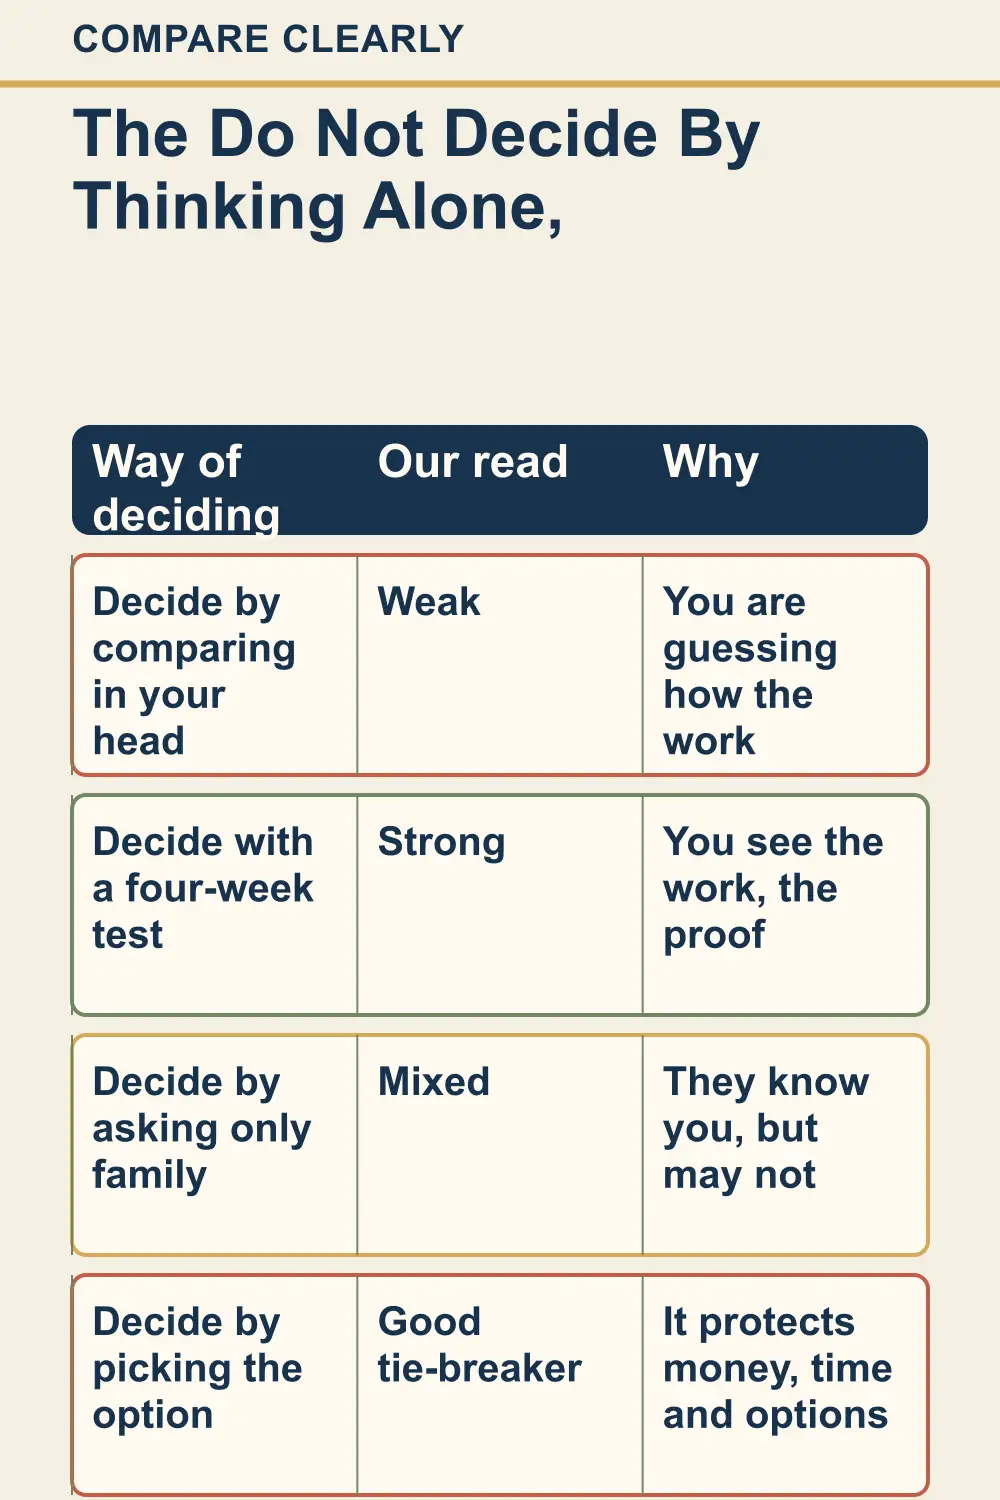 COMPARE CLEARLY
The Do Not Decide By
Thinking Alone,
Way of
deciding
Our read
Why
Decide by
comparing
in your
head
Weak
You are
guessing
how the
work
Decide with
a four-week
test
Strong
You see the
work, the
proof
Decide by
asking only
family
Mixed
They know
you, but
may not
Decide by
picking the
option
Good
tie-breaker
It protects
money, time
and options